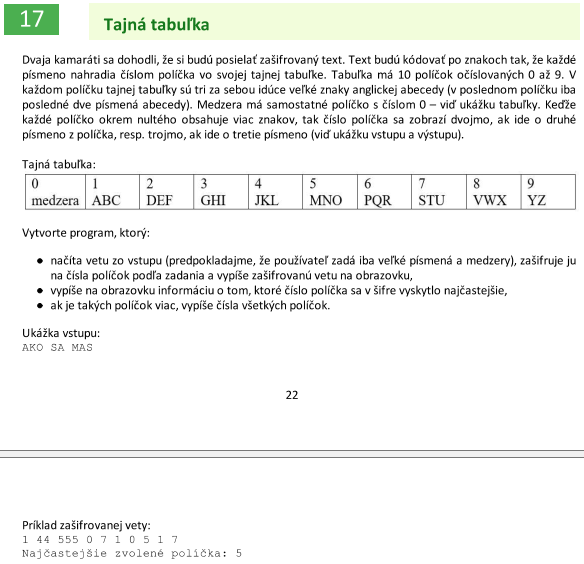 17
Tajná tabuľka
Dvaja kamaráti sa dohodli, že si budú posielať zašifrovaný text. Text budú kódovať po znakoch tak, že každé
písmeno nahradia číslom políčka vo svojej tajnej tabuľke. Tabuľka má 10 políčok očíslovaných 0 až 9. V
každom políčku tajnej tabuľky sú tri za sebou idúce veľké znaky anglickej abecedy (v poslednom políčku iba
posledné dve písmená abecedy). Medzera má samostatné políčko s číslom 0 – viď ukážku tabuľky. Keďže
každé políčko okrem nultého obsahuje viac znakov, tak číslo políčka sa zobrazí dvojmo, ak ide o druhé
písmeno z políčka, resp. trojmo, ak ide o tretie písmeno (viď ukážku vstupu a výstupu).
Tajná tabuľka:
0 1 2 3 4 5 6 7 8 9
medzera ABC DEF GHI JKL MNO PQR STU VWX YZ
Vytvorte program, ktorý:
● načíta vetu zo vstupu (predpokladajme, že používateľ zadá iba veľké písmená a medzery), zašifruje ju
na čísla políčok podľa zadania a vypíše zašifrovanú vetu na obrazovku,
● vypíše na obrazovku informáciu o tom, ktoré číslo políčka sa v šifre vyskytlo najčastejšie,
● ak je takých políčok viac, vypíše čísla všetkých políčok.
Ukážka vstupu:
AKO SA MAS
22
Príklad zašifrovanej vety:
1 44 555 0 7 1 0 5 1 7
Najčastejšie zvolené políčka: 5